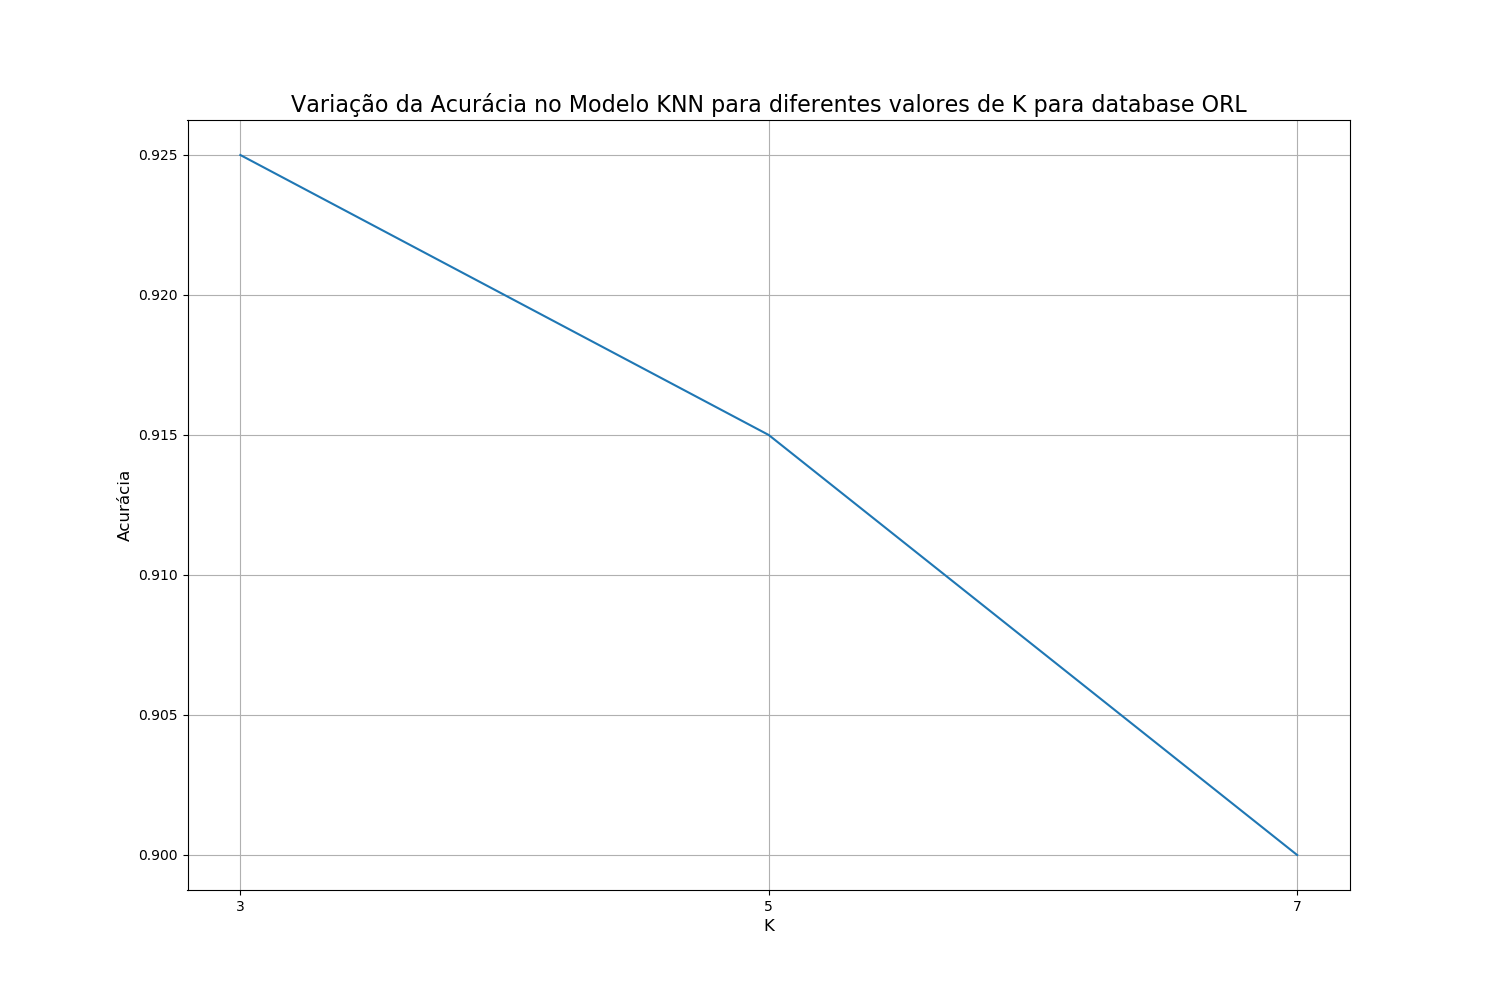 Variação da Acurácia no Modelo KNN para diferentes valores de K para database ORL
0.925
0.920
0.915
0.910
0.905
0.900
Acurácia
3 5 7
K